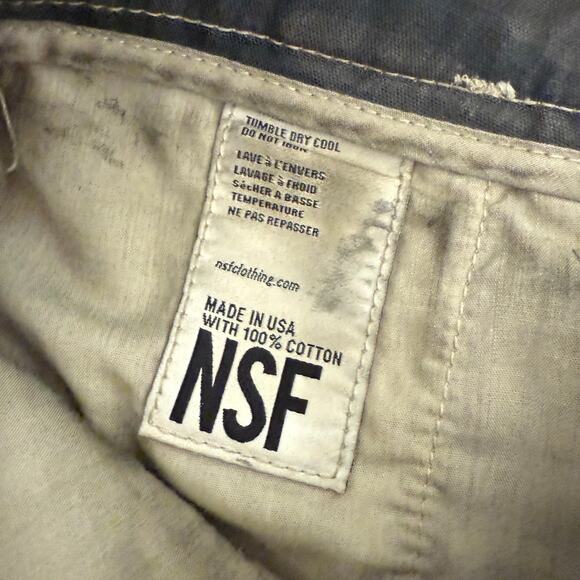 TUMBLE DRY COOL
DO NOT IRON
LAVE à L'ENVERS
LAVAGE à FROID
SéCHER A BASSE
TEMPERATURE
NE PAS REPASSER
nsfclothing.com
MADE IN USA
WITH 100% COTTON
NSF